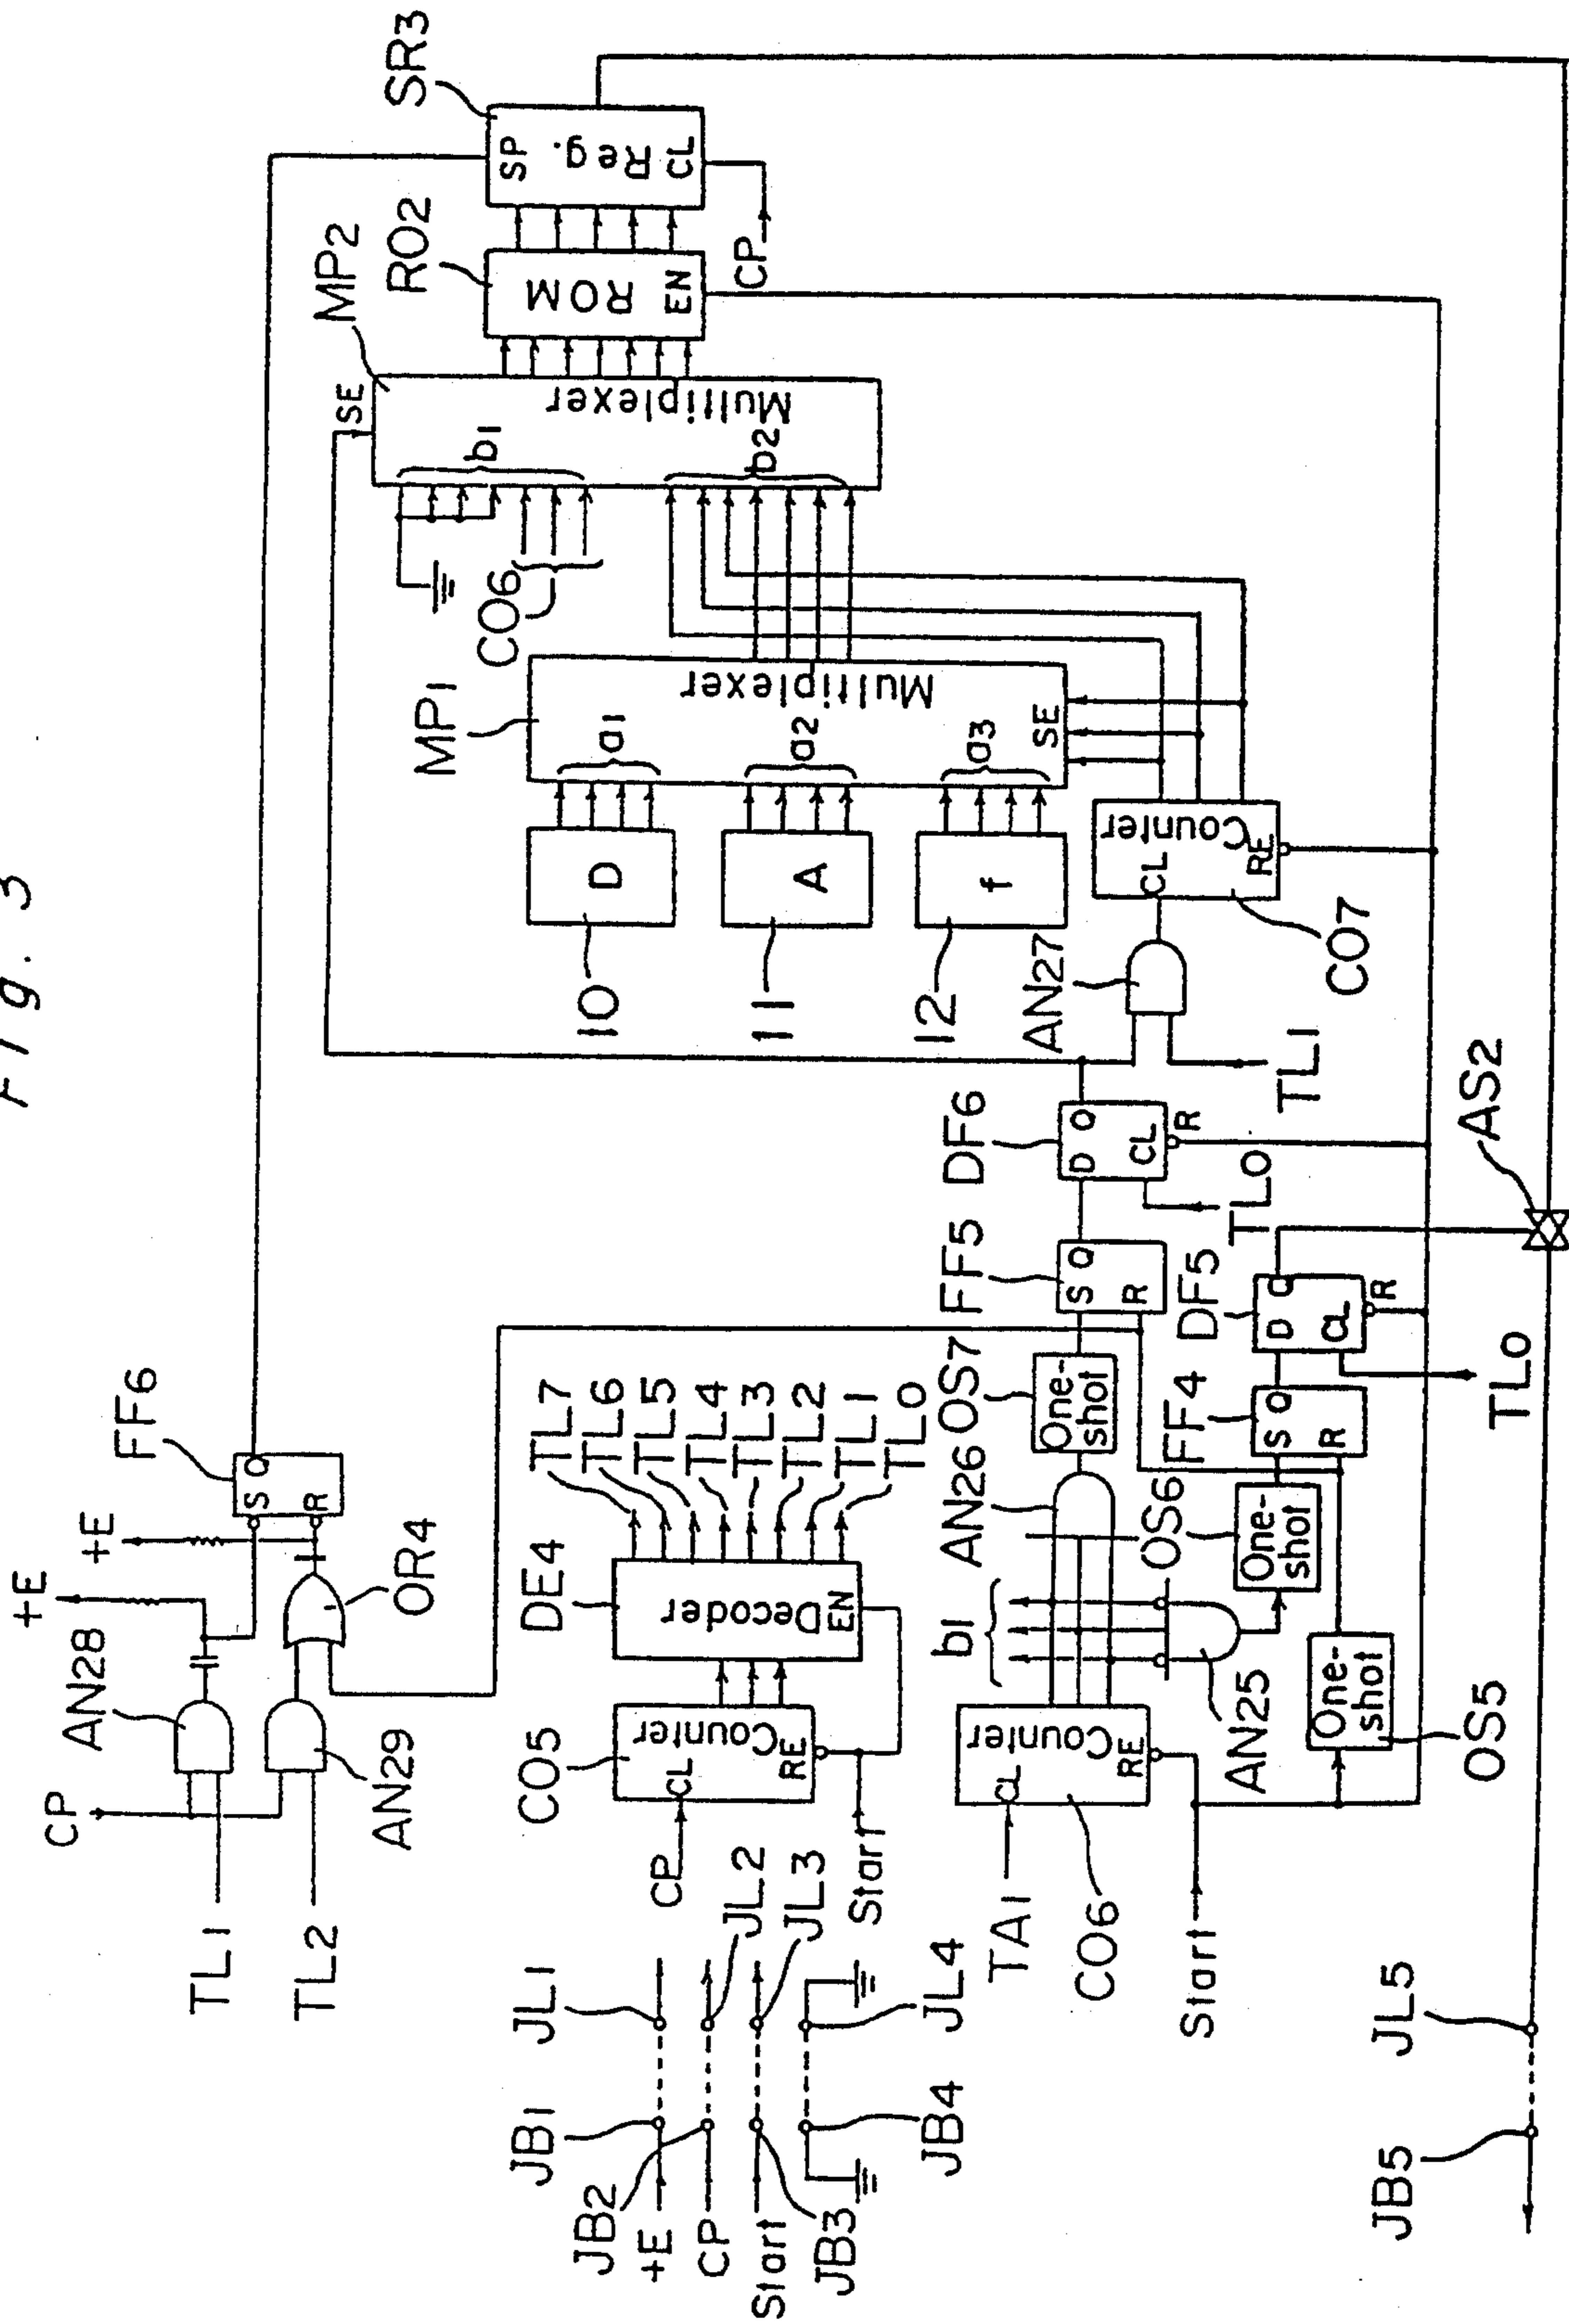 Fig. 3
SR3
SP
Reg.
CL
CP
RO2
ROM
EN
MP2
SE
Multiplexer
b1
b2
CO6
MP1
Multiplexer
a1
a2
a3
SE
D
A
f
10
11
12
Counter
CL
RE
CO7
AN27
TL1
DF6
D Q
CL
R
TL0
FF5
S Q
R
DF5
D Q
CL
R
TL0
AS2
FF4
S Q
R
OS7
One-shot
AN26
OS6
One-shot
AN25
b1
OS5
One-shot
FF6
S Q
R
+E
+E
OR4
AN28
AN29
CP
TL1
TL2
TL7
TL6
TL5
TL4
TL3
TL2
TL1
TL0
DE4
Decoder
EN
CO5
Counter
CL
RE
CP
Start
Counter
CL
RE
TA1
CO6
Start
JL1
JL2
JL3
JL4
JB1
JB2
JB3
JB4
+E
CP
Start
JL5
JB5